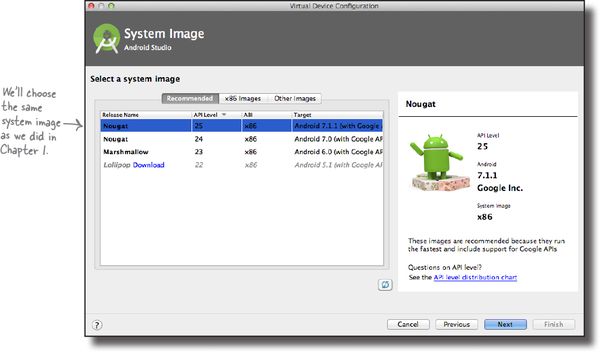 Virtual Device Configuration
System Image
Android Studio
We'll choose
the same
system image
as we did in
Chapter 1.
Select a system image
Recommended x86 Images Other Images
Release Name API Level ABI Target
Nougat 25 x86 Android 7.1.1 (with Google
Nougat 24 x86 Android 7.0 (with Google AP
Marshmallow 23 x86 Android 6.0 (with Google AP
Lollipop Download 22 x86 Android 5.1 (with Google AP
Nougat
API Level
25
Android
7.1.1
Google Inc.
System Image
x86
These images are recommended because they run
the fastest and include support for Google APIs
Questions on API level?
See the API level distribution chart
? Cancel Previous Next Finish